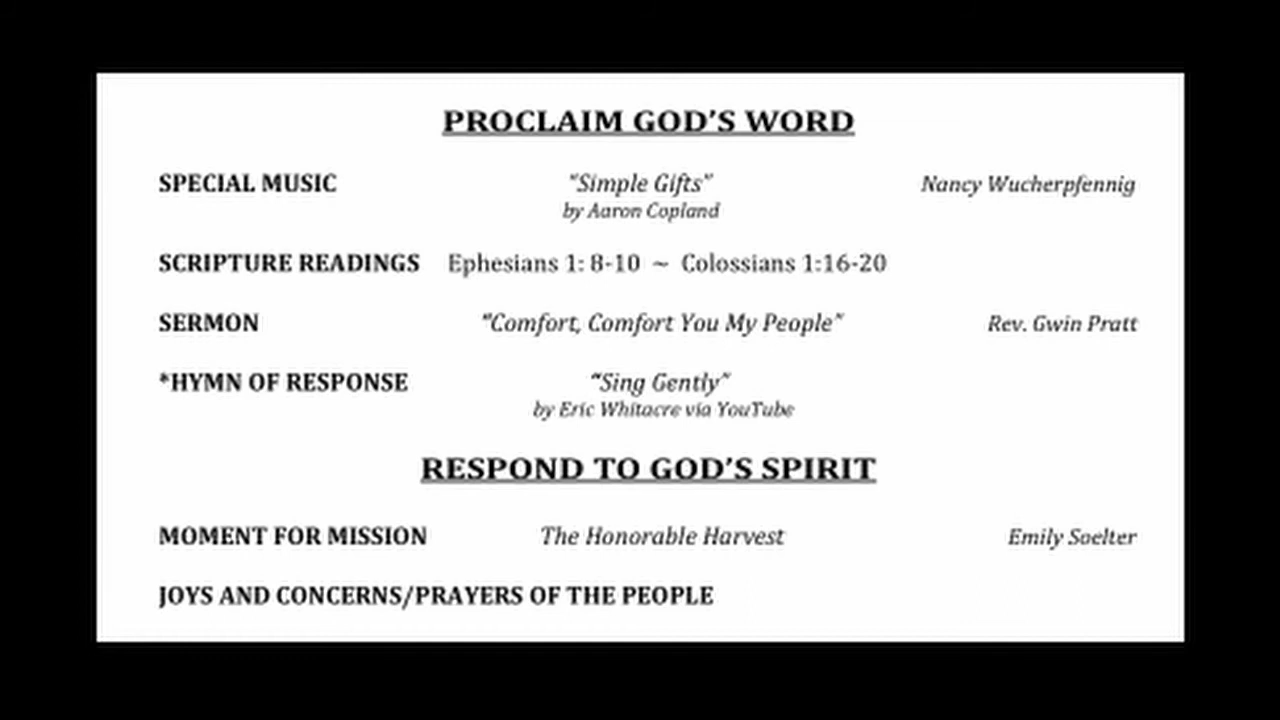 PROCLAIM GOD'S WORD
SPECIAL MUSIC "Simple Gifts" Nancy Wucherpfennig
by Aaron Copland
SCRIPTURE READINGS Ephesians 1: 8-10 ~ Colossians 1:16-20
SERMON "Comfort, Comfort You My People" Rev. Gwin Pratt
*HYMN OF RESPONSE "Sing Gently"
by Eric Whitacre via YouTube
RESPOND TO GOD'S SPIRIT
MOMENT FOR MISSION The Honorable Harvest Emily Soelter
JOYS AND CONCERNS/PRAYERS OF THE PEOPLE